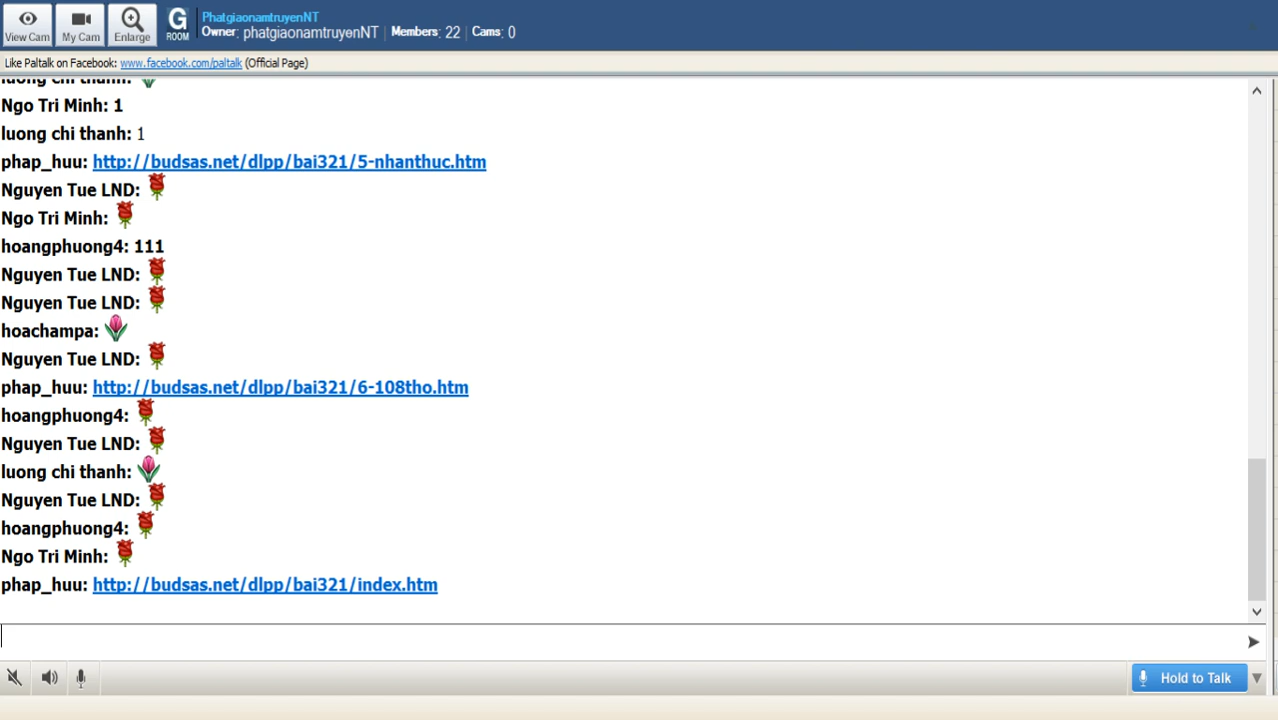 View Cam
My Cam
Enlarge
G
ROOM
PhatgiaonamtruyenNT
Owner: phatgiaonamtruyenNT
Members: 22
Cams: 0
Like Paltalk on Facebook: www.facebook.com/paltalk (Official Page)
luong chi thanh:
Ngo Tri Minh: 1
luong chi thanh: 1
phap_huu: http://budsas.net/dlpp/bai321/5-nhanthuc.htm
Nguyen Tue LND:
Ngo Tri Minh:
hoangphuong4: 111
Nguyen Tue LND:
Nguyen Tue LND:
hoachampa:
Nguyen Tue LND:
phap_huu: http://budsas.net/dlpp/bai321/6-108tho.htm
hoangphuong4:
Nguyen Tue LND:
luong chi thanh:
Nguyen Tue LND:
hoangphuong4:
Ngo Tri Minh:
phap_huu: http://budsas.net/dlpp/bai321/index.htm
Hold to Talk